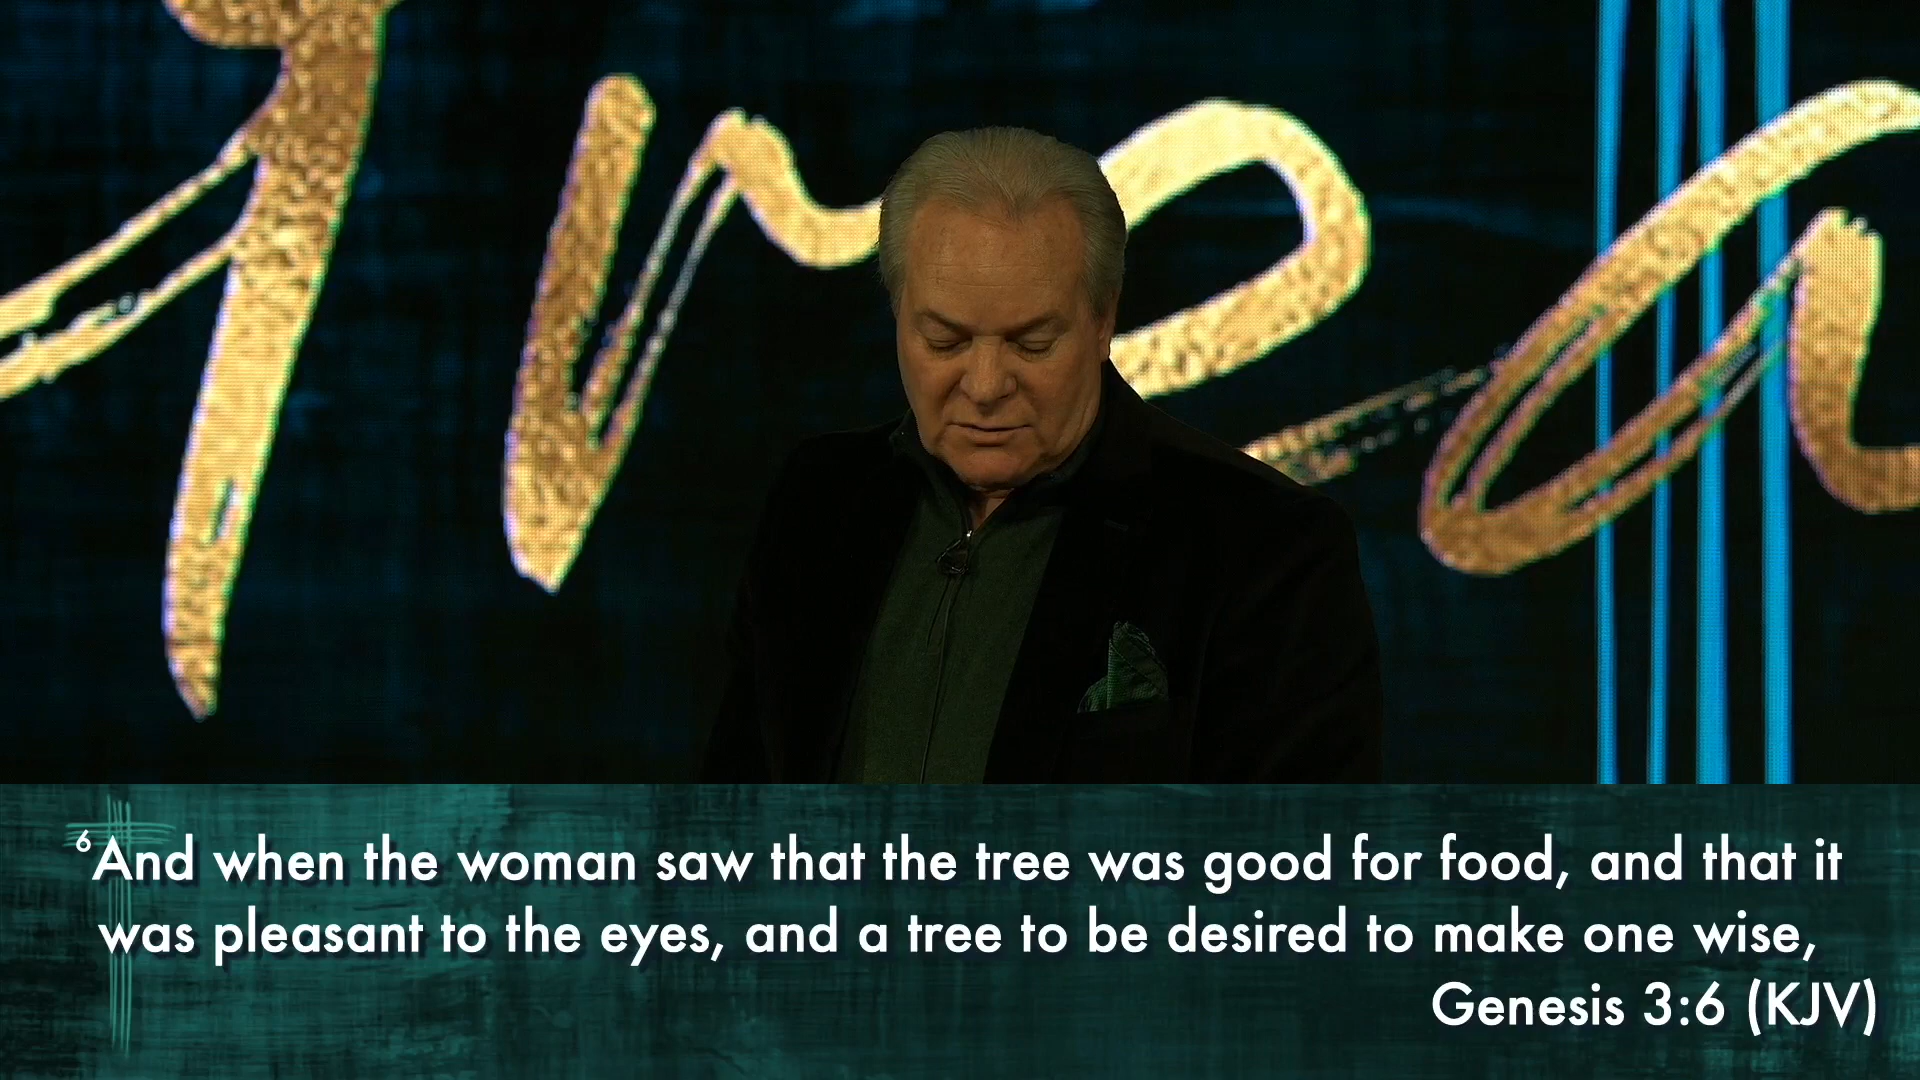 rea
⁶And when the woman saw that the tree was good for food, and that it
was pleasant to the eyes, and a tree to be desired to make one wise,
Genesis 3:6 (KJV)